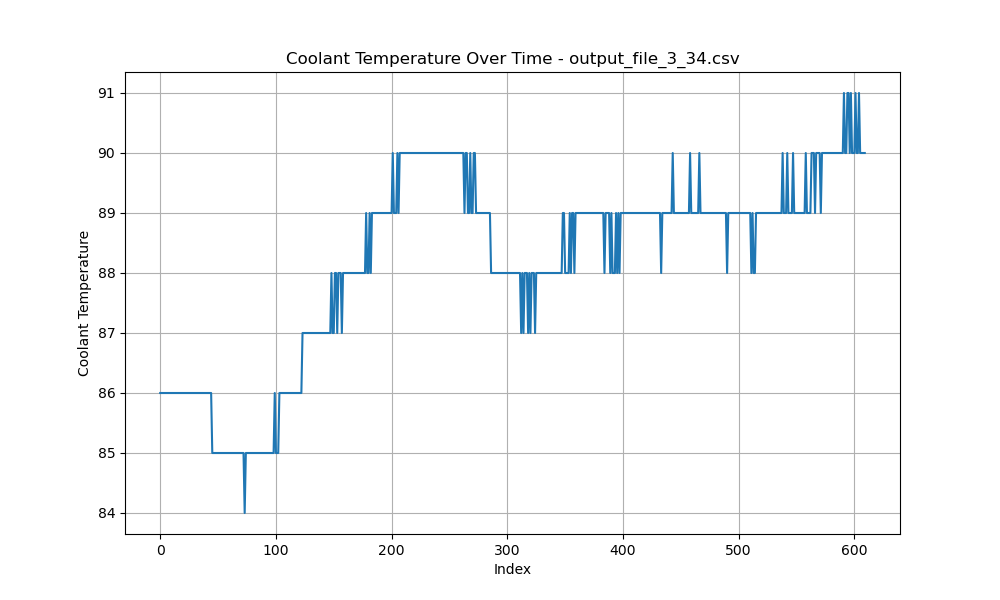 Coolant Temperature Over Time - output_file_3_34.csv
Coolant Temperature
91
90
89
88
87
86
85
84
0 100 200 300 400 500 600
Index